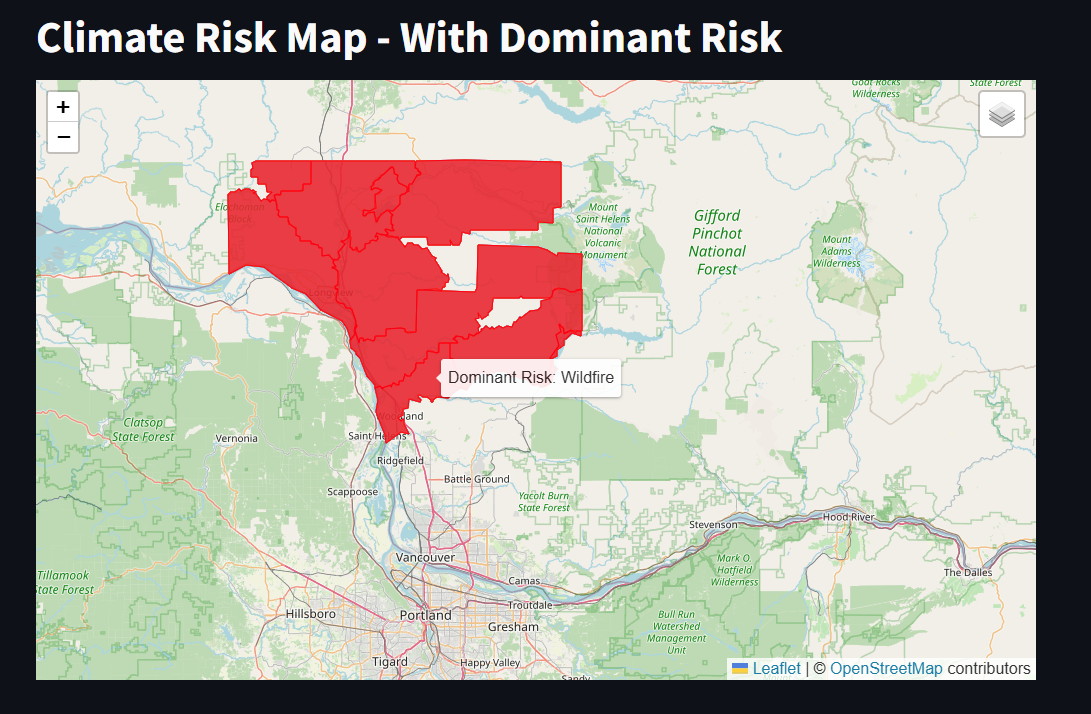 Climate Risk Map - With Dominant Risk
+
−
Goat Rocks
Wilderness
State Forest
Mount
Saint Helens
National
Volcanic
Monument
Gifford
Pinchot
National
Forest
Mount
Adams
Wilderness
Longview
Dominant Risk: Wildfire
Woodland
Saint Helens
Clatsop
State Forest
Vernonia
Ridgefield
Scappoose
Battle Ground
Yacolt Burn
State Forest
Stevenson
Hood River
Vancouver
Camas
Mark O
Hatfield
Wilderness
The Dalles
Tillamook
State Forest
Hillsboro
Portland
Troutdale
Gresham
Bull Run
Watershed
Management
Unit
Tigard
Happy Valley
Sandy
Leaflet | © OpenStreetMap contributors